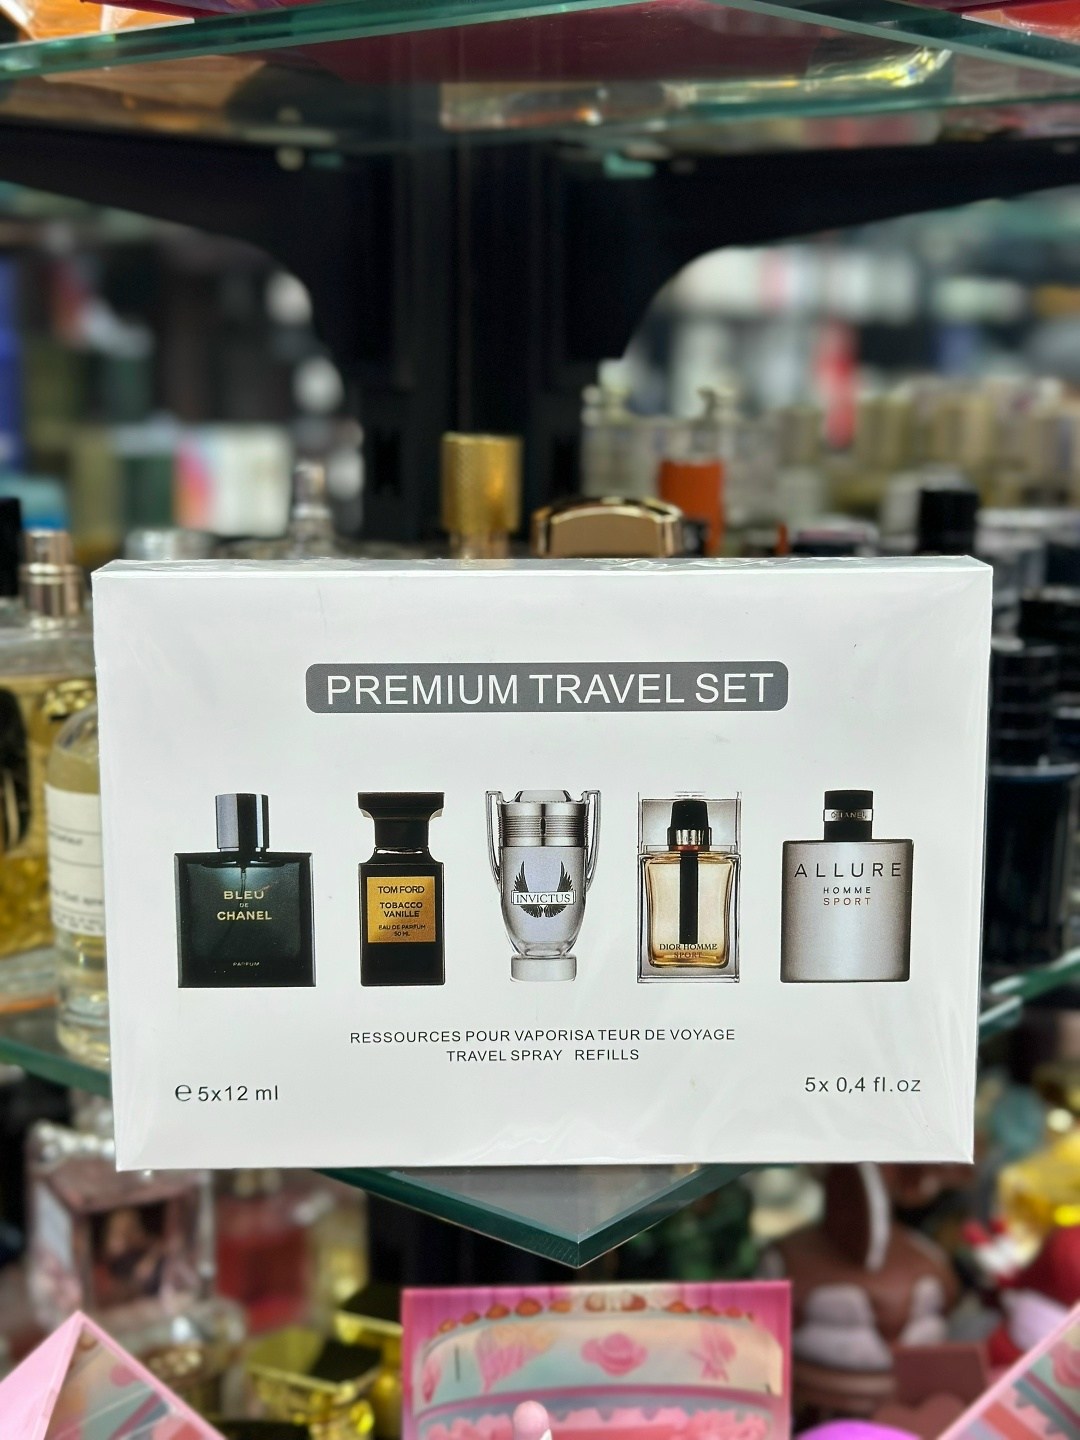 PREMIUM TRAVEL SET
BLEU
DE
CHANEL
PARFUM
TOM FORD
TOBACCO
VANILLE
EAU DE PARFUM
50 ML
INVICTUS
DIOR HOMME
SPORT
CHANEL
ALLURE
HOMME
SPORT
RESSOURCES POUR VAPORISA TEUR DE VOYAGE
TRAVEL SPRAY REFILLS
℮ 5x12 ml
5x 0,4 fl.oz